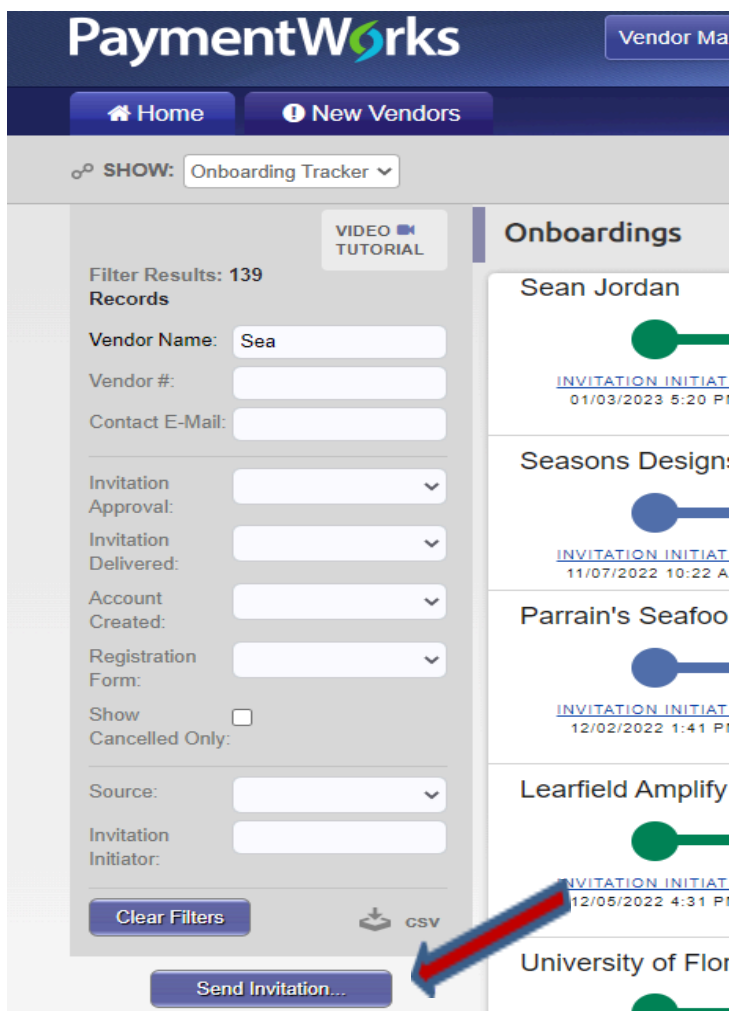 PaymentWorks
Vendor Ma
Home
New Vendors
SHOW: Onboarding Tracker
VIDEO
TUTORIAL
Filter Results: 139
Records
Vendor Name: Sea
Vendor #:
Contact E-Mail:
Invitation
Approval:
Invitation
Delivered:
Account
Created:
Registration
Form:
Show
Cancelled Only:
Source:
Invitation
Initiator:
Clear Filters
CSV
Send Invitation...
Onboardings
Sean Jordan
INVITATION INITIAT
01/03/2023 5:20 P
Seasons Design
INVITATION INITIAT
11/07/2022 10:22 A
Parrain's Seafoo
INVITATION INITIAT
12/02/2022 1:41 P
Learfield Amplify
NVITATION INITIAT
12/05/2022 4:31 P
University of Flor